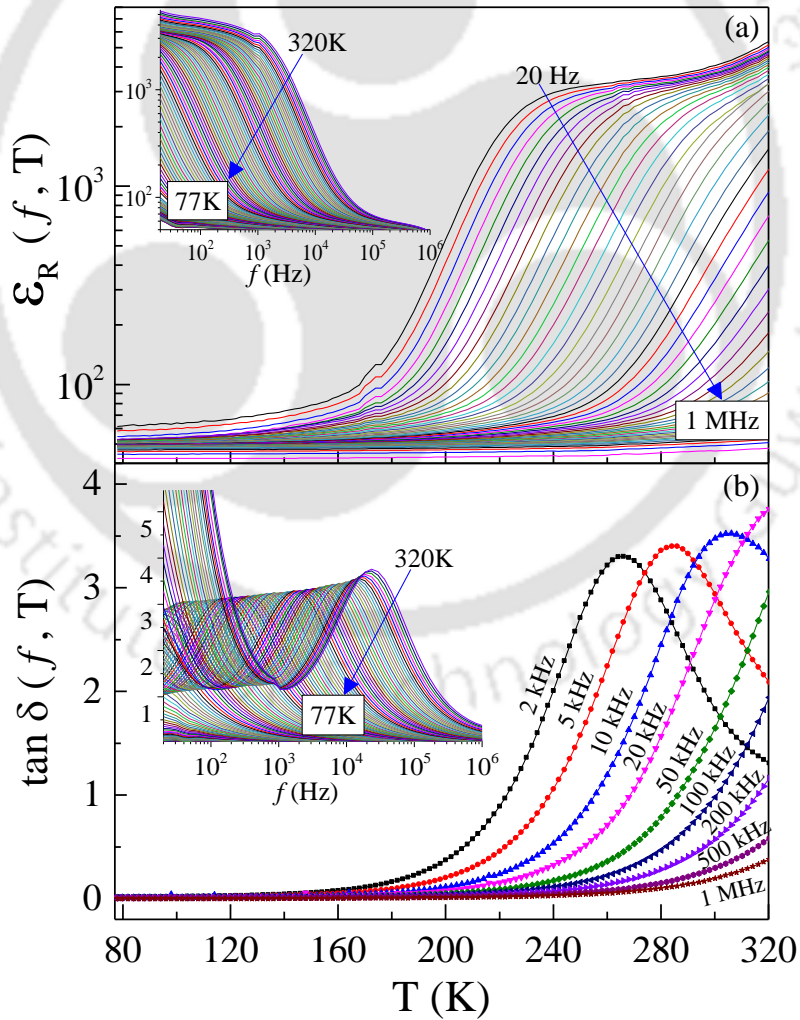 (a)
320K
20 Hz
10³
10²
77K
10² 10³ 10⁴ 10⁵ 10⁶
f (Hz)
ε_R (f, T)
10³
10²
1 MHz
(b)
4
3
2
1
0
tan δ (f, T)
5
4
3
2
1
320K
77K
10² 10³ 10⁴ 10⁵ 10⁶
f (Hz)
2 kHz
5 kHz
10 kHz
20 kHz
50 kHz
100 kHz
200 kHz
500 kHz
1 MHz
80 120 160 200 240 280 320
T (K)